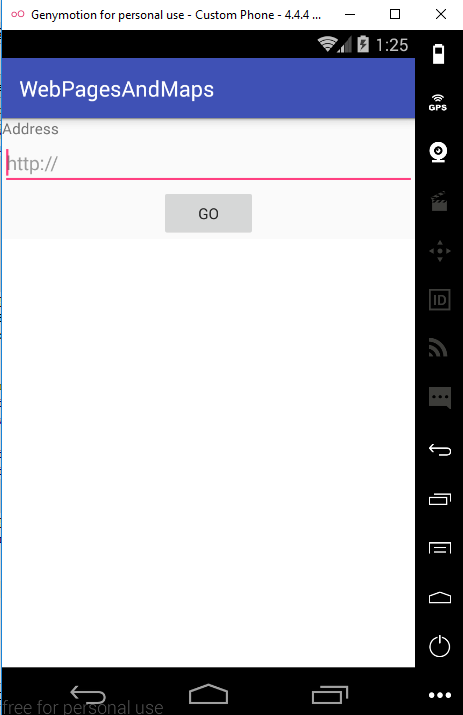 Genymotion for personal use - Custom Phone - 4.4.4 ...
1:25
GPS
WebPagesAndMaps
Address
http://
GO
ID
free for personal use